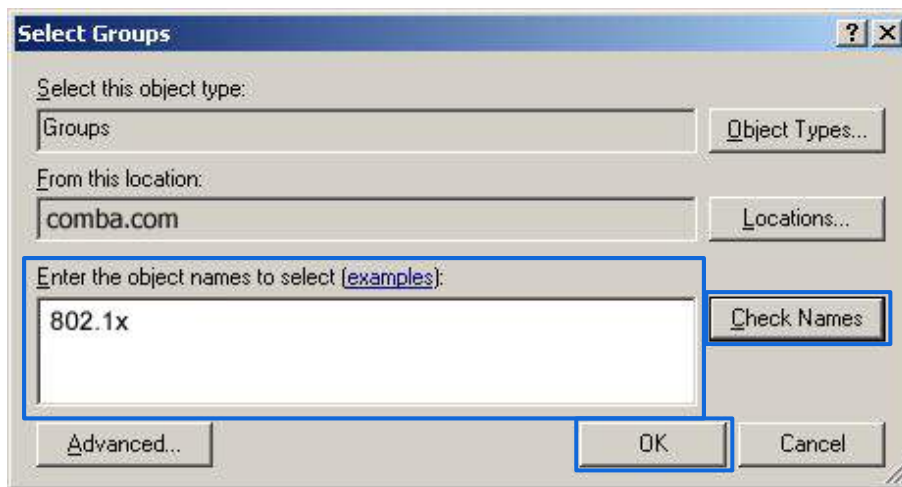 Select Groups
Select this object type:
Groups
Object Types...
From this location:
comba.com
Locations...
Enter the object names to select (examples):
802.1x
Check Names
Advanced...
OK
Cancel